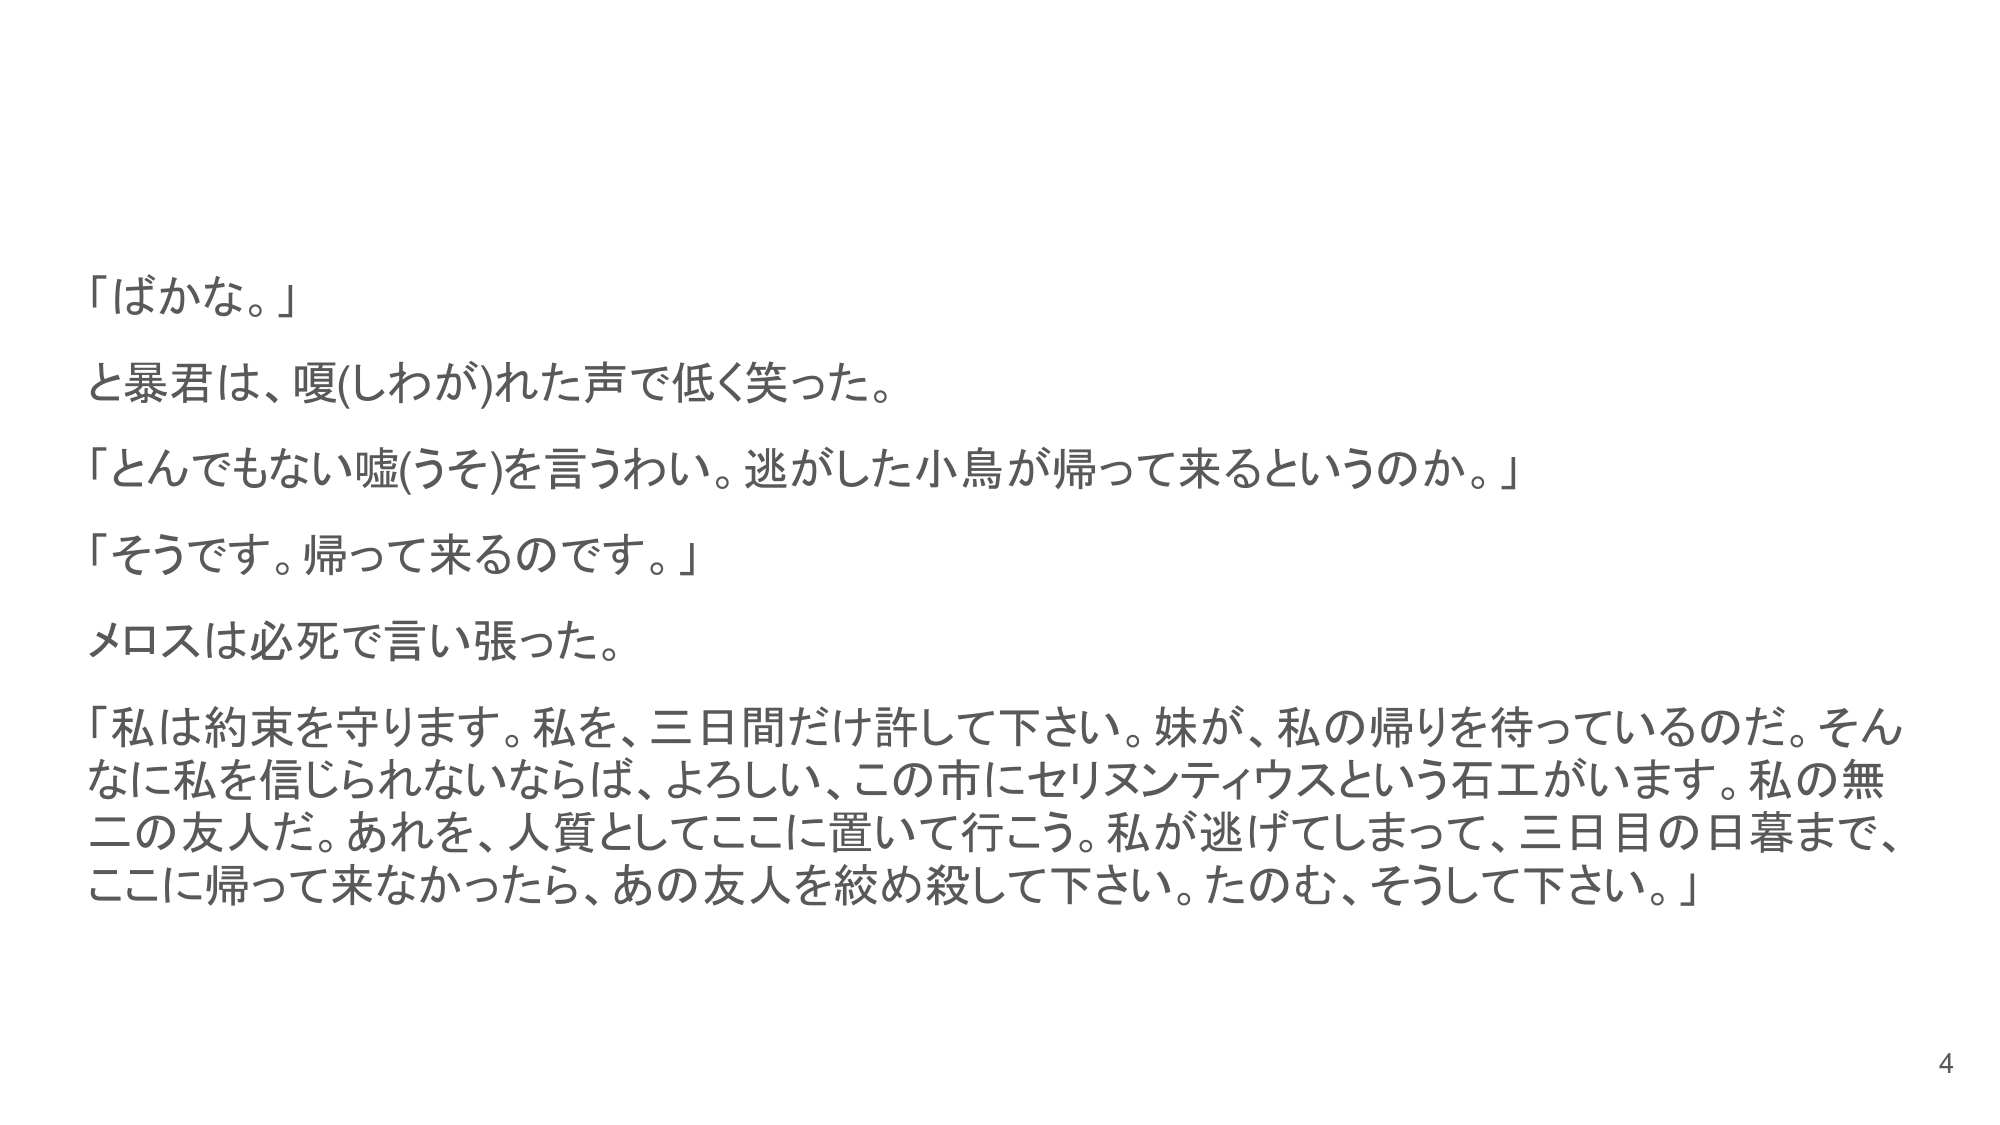 「ばかな。」
と暴君は、嗄(しわが)れた声で低く笑った。
「とんでもない嘘(うそ)を言うわい。逃がした小鳥が帰って来るというのか。」
「そうです。帰って来るのです。」
メロスは必死で言い張った。
「私は約束を守ります。私を、三日間だけ許して下さい。妹が、私の帰りを待っているのだ。そん
なに私を信じられないならば、よろしい、この市にセリヌンティウスという石工がいます。私の無
二の友人だ。あれを、人質としてここに置いて行こう。私が逃げてしまって、三日目の日暮まで、
ここに帰って来なかったら、あの友人を絞め殺して下さい。たのむ、そうして下さい。」
4